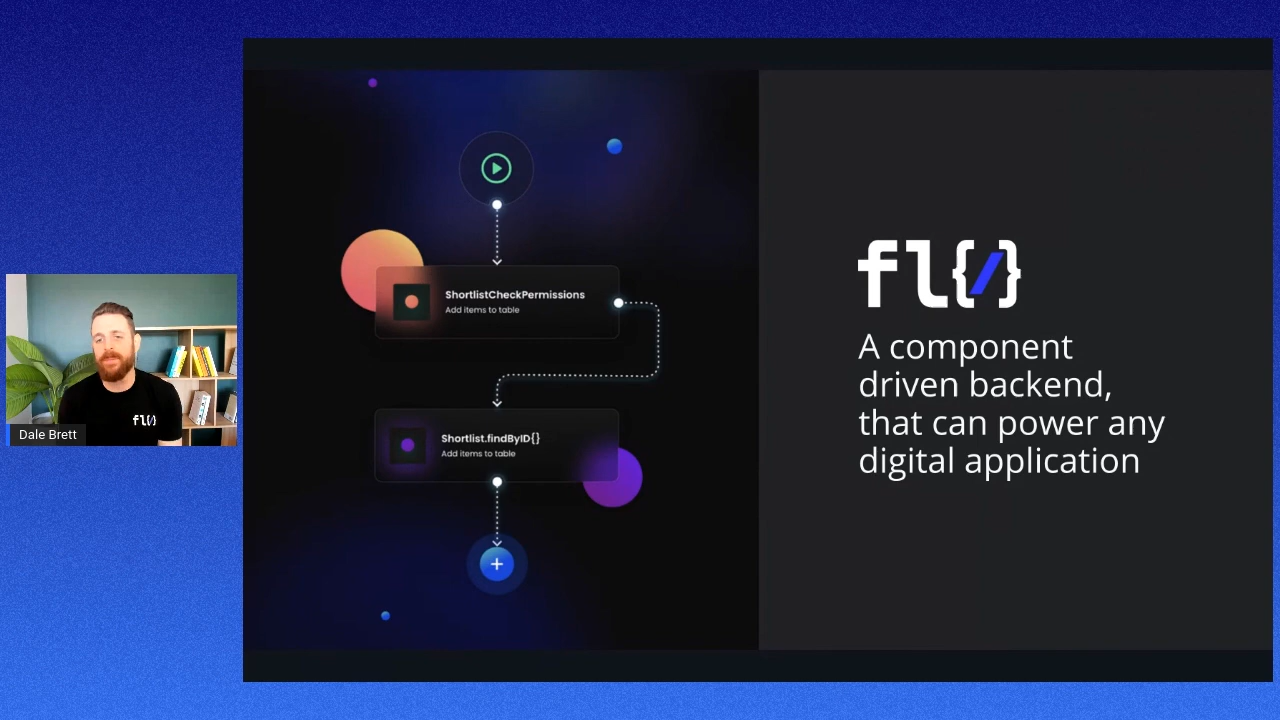 ShortlistCheckPermissions
Add items to table
Shortlist.findByID{}
Add items to table
fl{/}
A component
driven backend,
that can power any
digital application
fl{/}
Dale Brett